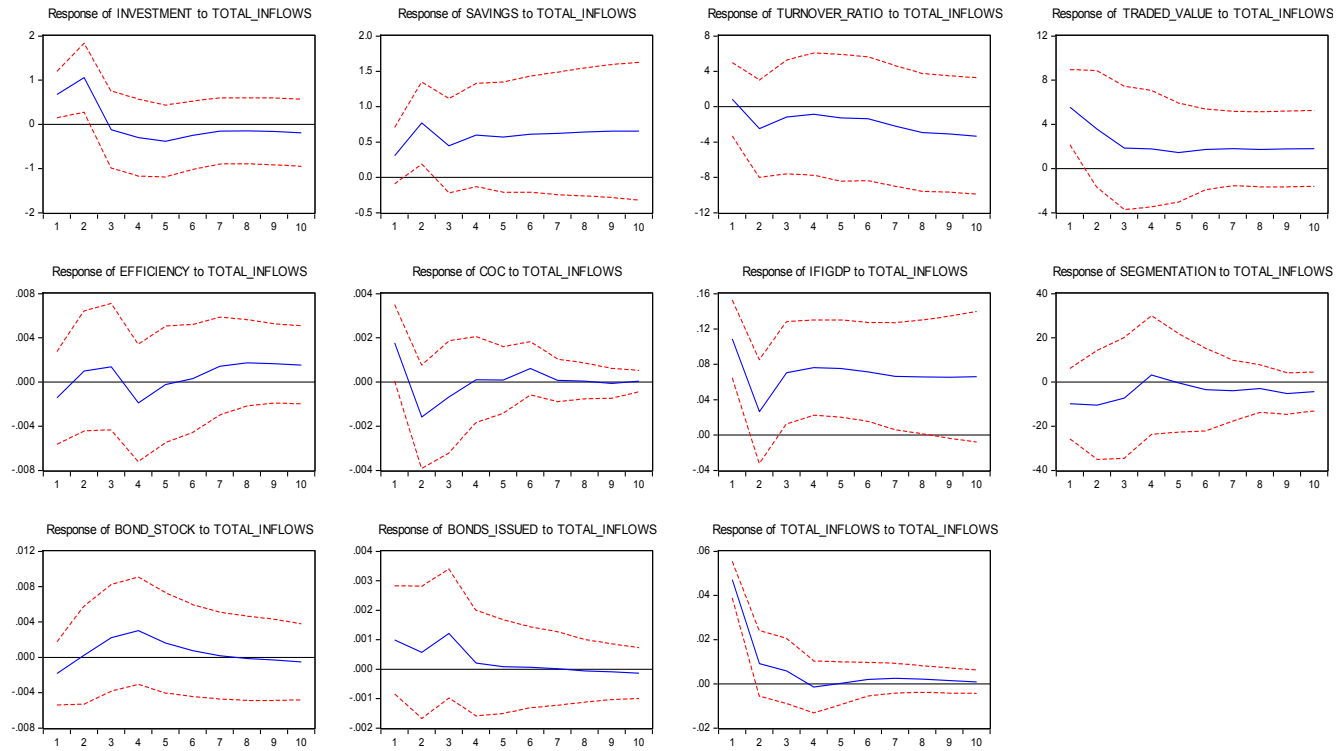 Response of INVESTMENT to TOTAL_INFLOWS
2
1
0
-1
-2
1 2 3 4 5 6 7 8 9 10
Response of SAVINGS to TOTAL_INFLOWS
2.0
1.5
1.0
0.5
0.0
-0.5
1 2 3 4 5 6 7 8 9 10
Response of TURNOVER_RATIO to TOTAL_INFLOWS
8
4
0
-4
-8
-12
1 2 3 4 5 6 7 8 9 10
Response of TRADED_VALUE to TOTAL_INFLOWS
12
8
4
0
-4
1 2 3 4 5 6 7 8 9 10
Response of EFFICIENCY to TOTAL_INFLOWS
.008
.004
.000
-.004
-.008
1 2 3 4 5 6 7 8 9 10
Response of COC to TOTAL_INFLOWS
.004
.002
.000
-.002
-.004
1 2 3 4 5 6 7 8 9 10
Response of IFIGDP to TOTAL_INFLOWS
.16
.12
.08
.04
.00
-.04
1 2 3 4 5 6 7 8 9 10
Response of SEGMENTATION to TOTAL_INFLOWS
40
20
0
-20
-40
1 2 3 4 5 6 7 8 9 10
Response of BOND_STOCK to TOTAL_INFLOWS
.012
.008
.004
.000
-.004
-.008
1 2 3 4 5 6 7 8 9 10
Response of BONDS_ISSUED to TOTAL_INFLOWS
.004
.003
.002
.001
.000
-.001
-.002
1 2 3 4 5 6 7 8 9 10
Response of TOTAL_INFLOWS to TOTAL_INFLOWS
.06
.04
.02
.00
-.02
1 2 3 4 5 6 7 8 9 10